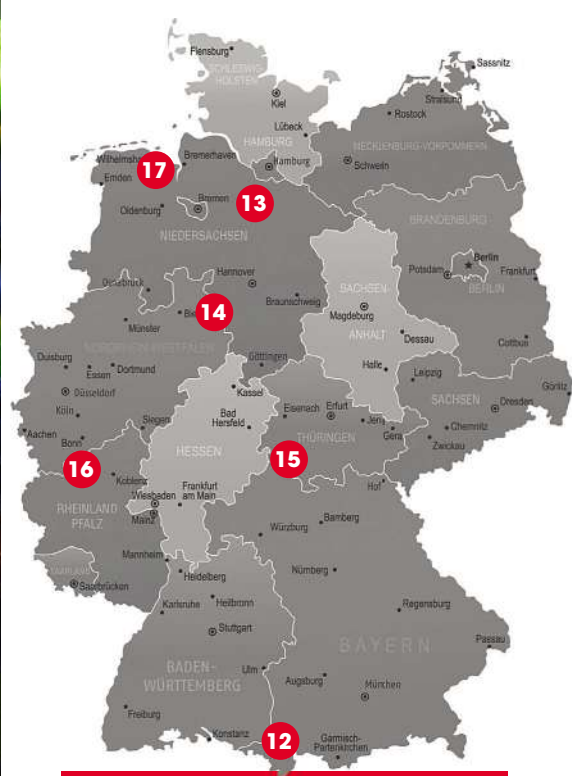 Flensburg
SCHLESWIG-
HOLSTEIN
Kiel
Lübeck
HAMBURG
Hamburg
Sassnitz
Stralsund
Rostock
MECKLENBURG-VORPOMMERN
Schwerin
17
Bremerhaven
Emden
Bremen
Oldenburg
13
NIEDERSACHSEN
BRANDENBURG
Berlin
Potsdam
Frankfurt
BERLIN
Hannover
Braunschweig
SACHSEN-
Magdeburg
ANHALT
Dessau
Halle
Osnabrück
14
Münster
NORDRHEIN-WESTFALEN
Göttingen
Cottbus
Duisburg
Essen
Dortmund
Düsseldorf
Köln
Aachen
Bonn
Siegen
Kassel
Bad
Hersfeld
HESSEN
Eisenach
Erfurt
Jena
THÜRINGEN
Gera
Leipzig
SACHSEN
Dresden
Görlitz
Chemnitz
Zwickau
16
15
Koblenz
RHEINLAND
PFALZ
Wiesbaden
Mainz
Frankfurt
am Main
Hof
Bamberg
Würzburg
Mannheim
Heidelberg
Nürnberg
SAARLAND
Saarbrücken
Karlsruhe
Heilbronn
Stuttgart
Regensburg
BAYERN
Passau
BADEN-
WÜRTTEMBERG
Ulm
Augsburg
München
Freiburg
Konstanz
12
Garmisch-
Partenkirchen